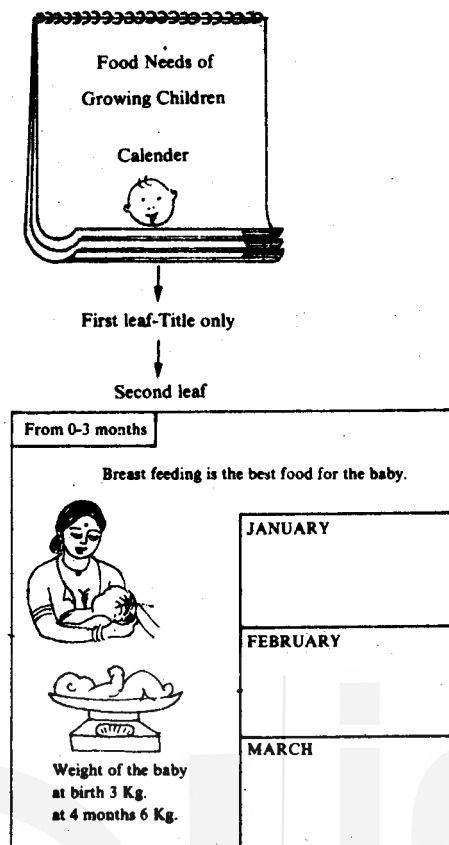 Food Needs of
Growing Children
Calender
First leaf-Title only
Second leaf
From 0-3 months
Breast feeding is the best food for the baby.
JANUARY
FEBRUARY
MARCH
Weight of the baby
at birth 3 Kg.
at 4 months 6 Kg.